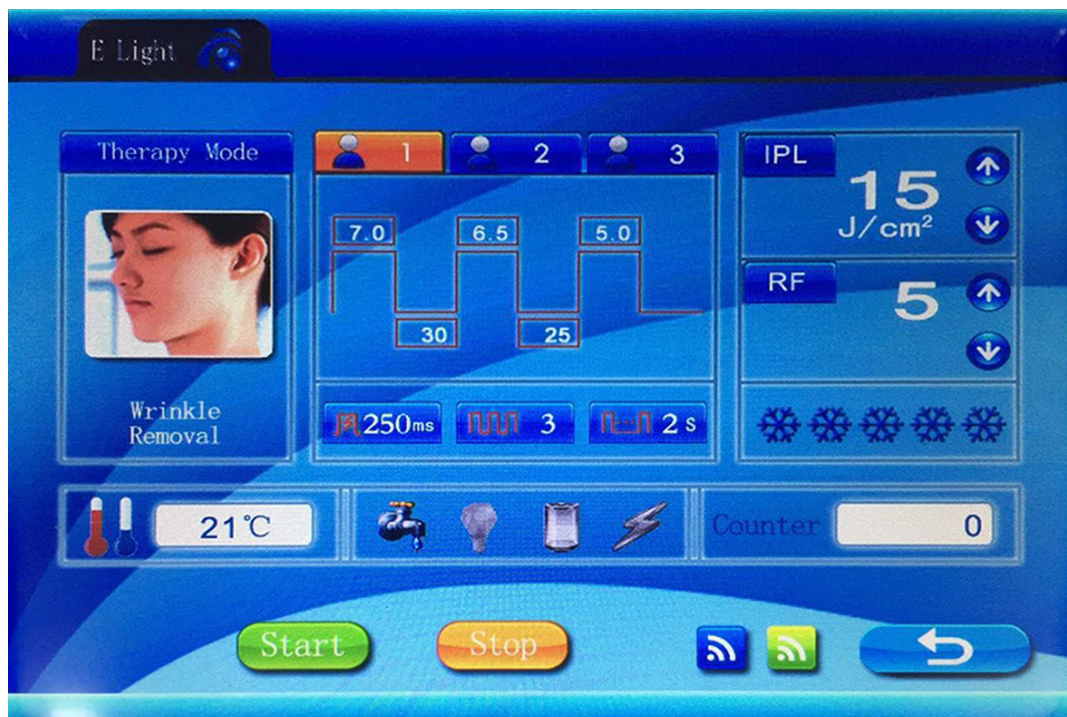 E Light
Therapy Mode
1
2
3
IPL
15
J/cm²
7.0
6.5
5.0
RF
5
30
25
Wrinkle
Removal
250ms
3
2 s
21℃
Counter
0
Start
Stop